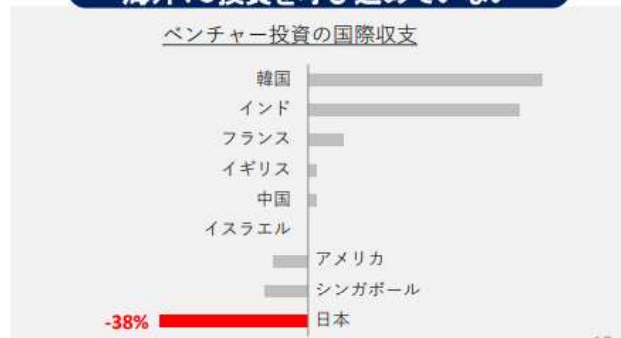 ベンチャー投資の国際収支
韓国
インド
フランス
イギリス
中国
イスラエル
アメリカ
シンガポール
-38%
日本